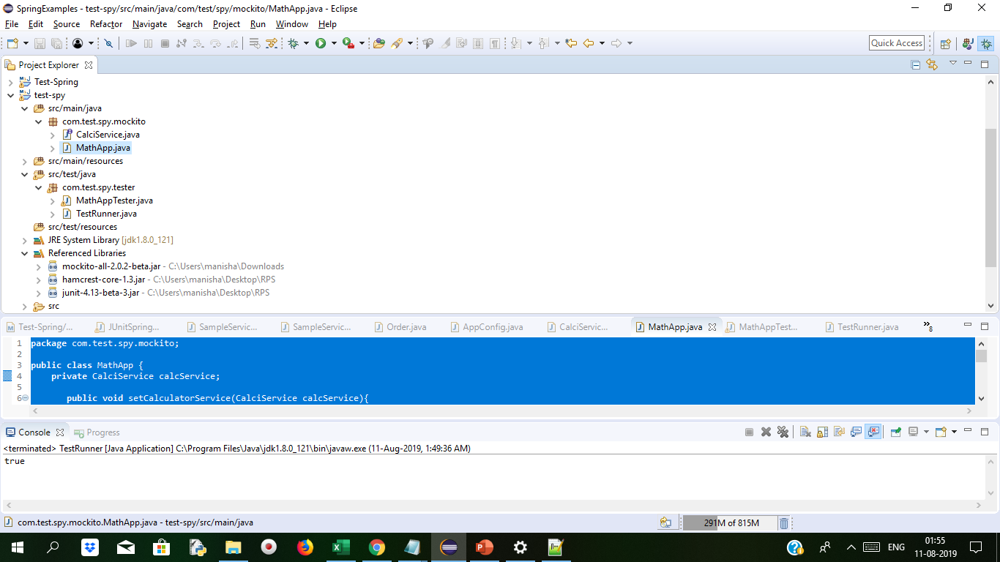 SpringExamples - test-spy/src/main/java/com/test/spy/mockito/MathApp.java - Eclipse
File Edit Source Refactor Navigate Search Project Run Window Help
Quick Access
Project Explorer
Test-Spring
test-spy
src/main/java
com.test.spy.mockito
CalciService.java
MathApp.java
src/main/resources
src/test/java
com.test.spy.tester
MathAppTester.java
TestRunner.java
src/test/resources
JRE System Library [jdk1.8.0_121]
Referenced Libraries
mockito-all-2.0.2-beta.jar - C:\Users\manisha\Downloads
hamcrest-core-1.3.jar - C:\Users\manisha\Desktop\RPS
junit-4.13-beta-3.jar - C:\Users\manisha\Desktop\RPS
src
Test-Spring/... JUnitSpring... SampleServic... SampleServic... Order.java AppConfig.java CalciServic... MathApp.java MathAppTest... TestRunner.java »8
1 package com.test.spy.mockito;
2
3 public class MathApp {
4 private CalciService calcService;
5
6 public void setCalculatorService(CalciService calcService){
Console Progress
<terminated> TestRunner [Java Application] C:\Program Files\Java\jdk1.8.0_121\bin\javaw.exe (11-Aug-2019, 1:49:36 AM)
true
com.test.spy.mockito.MathApp.java - test-spy/src/main/java 291M of 815M
ENG 01:55
11-08-2019